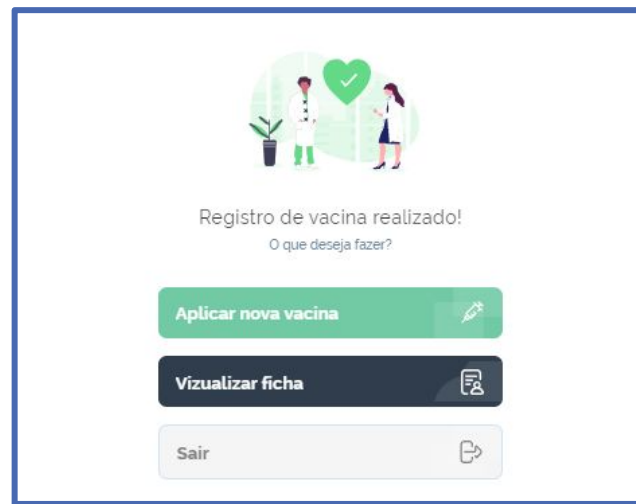 Registro de vacina realizado!
O que deseja fazer?
Aplicar nova vacina
Vizualizar ficha
Sair